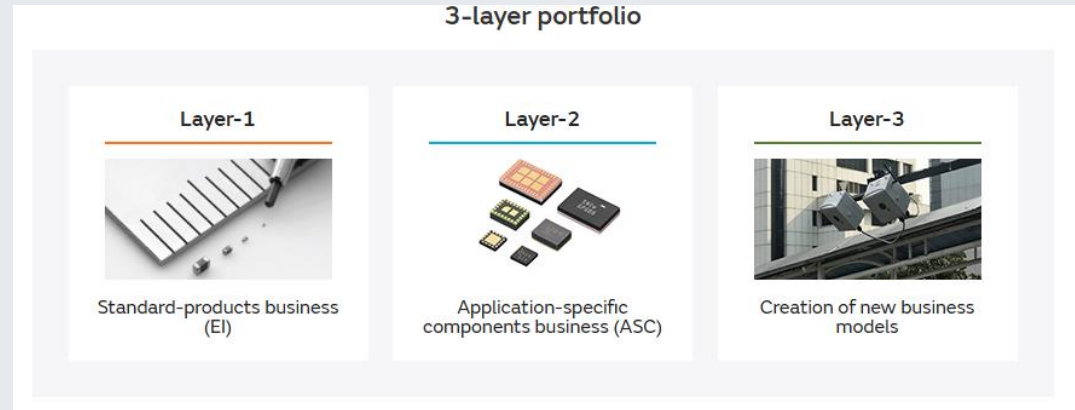 3-layer portfolio
Layer-1
Standard-products business
(EI)
Layer-2
Application-specific
components business (ASC)
Layer-3
Creation of new business
models